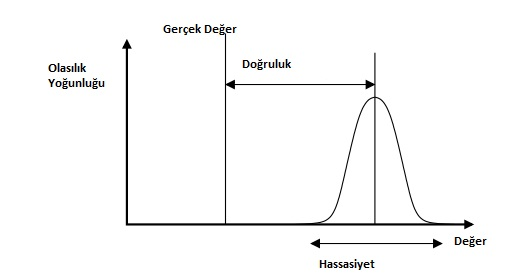 Gerçek Değer
Doğruluk
Olasılık
Yoğunluğu
Değer
Hassasiyet